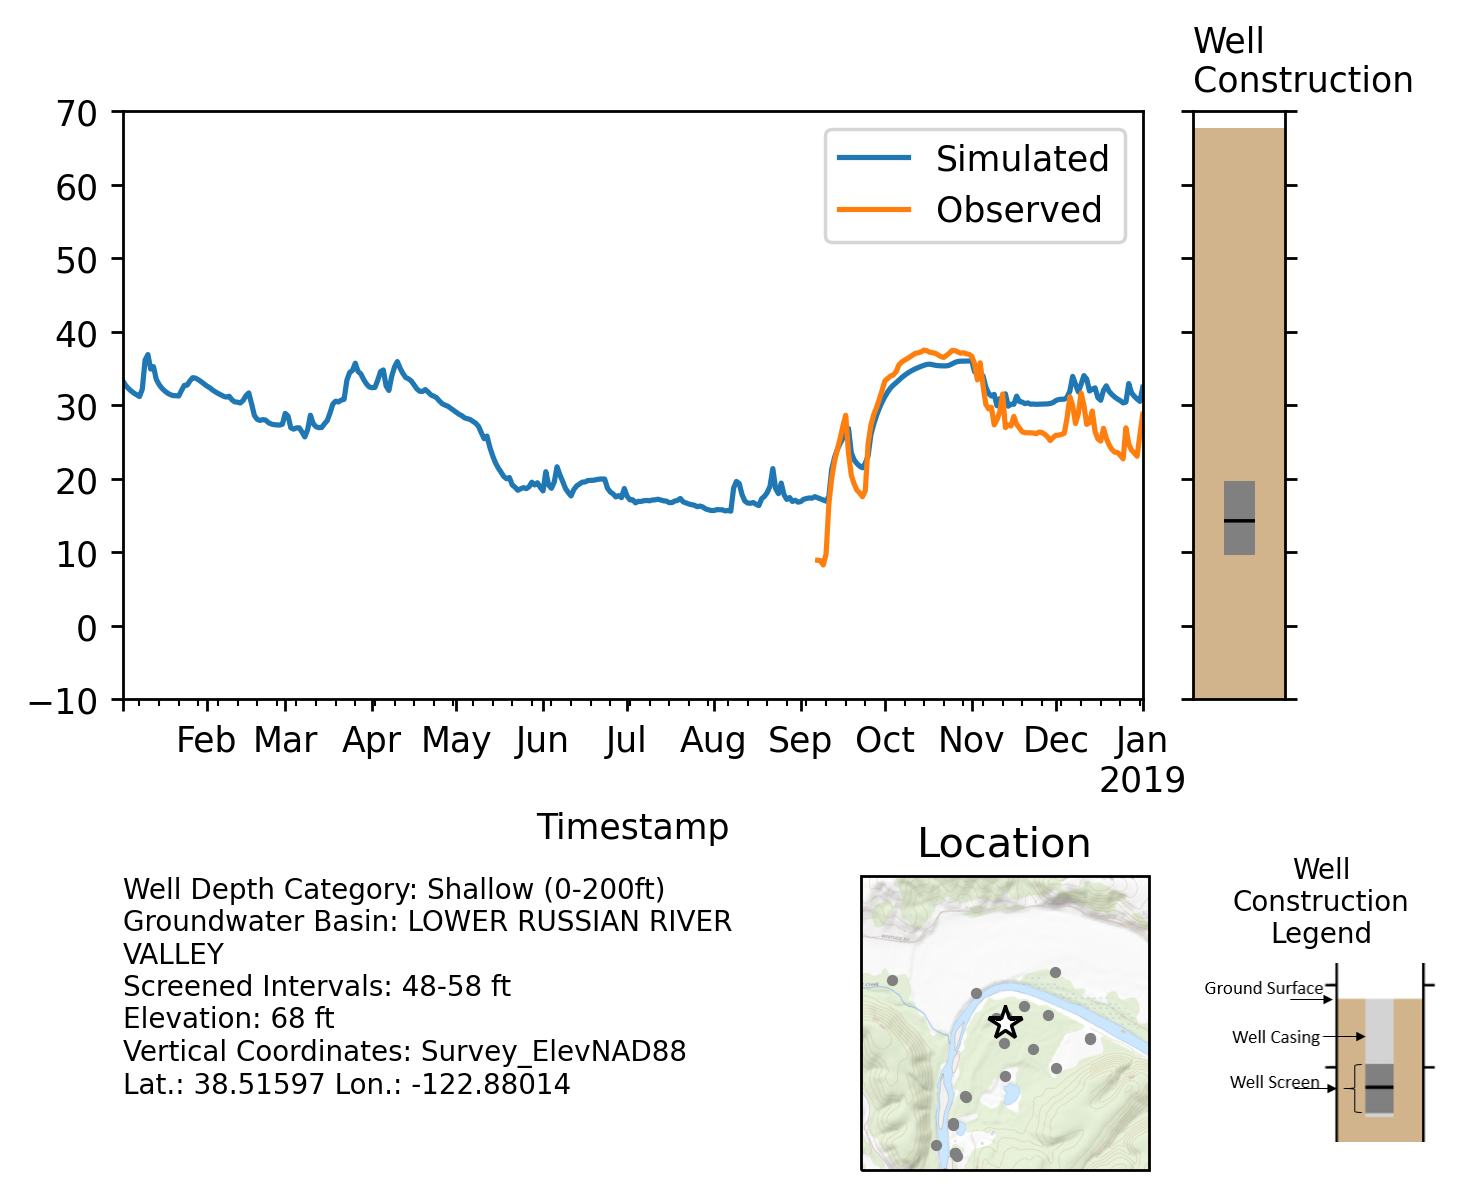 Well
Construction
70
60
50
40
30
20
10
0
−10
Simulated
Observed
Feb Mar Apr May Jun Jul Aug Sep Oct Nov Dec Jan
2019
Timestamp
Well Depth Category: Shallow (0-200ft)
Groundwater Basin: LOWER RUSSIAN RIVER
VALLEY
Screened Intervals: 48-58 ft
Elevation: 68 ft
Vertical Coordinates: Survey_ElevNAD88
Lat.: 38.51597 Lon.: -122.88014
Location
Well
Construction
Legend
Ground Surface
Well Casing
Well Screen